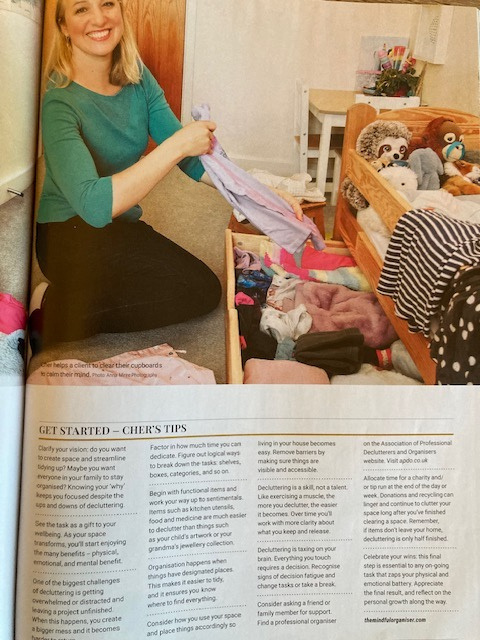 Cher helps a client to clear their cupboards
to calm their mind. Photo: Anna More Photography
GET STARTED – CHER'S TIPS
Clarify your vision: do you
want to create space and streamline
tidying up? Maybe you want
everyone in your family to stay
organised? Knowing your 'why'
keeps you focused despite the
ups and downs of decluttering.
See the task as a gift to your
wellbeing. As your space
transforms, you'll start enjoying
the many benefits – physical,
emotional, and mental benefit.
One of the biggest challenges
of decluttering is getting
overwhelmed or distracted and
leaving a project unfinished.
When this happens, you create
a bigger mess and it becomes
Factor in how much time you can
dedicate. Figure out logical ways
to break down the tasks: shelves,
boxes, categories, and so on.
Begin with functional items and
work your way up to sentimentals.
Items such as kitchen utensils,
food and medicine are much easier
to declutter than things such
as your child's artwork or your
grandma's jewellery collection.
Organisation happens when
things have designated places.
This makes it easier to tidy,
and it ensures you know
where to find everything.
Consider how you use your
space and place things accordingly so
living in your house becomes
easy. Remove barriers by
making sure things are
visible and accessible.
Decluttering is a skill, not a talent.
Like exercising a muscle, the
more you declutter, the easier
it becomes. Over time you'll
work with more clarity about
what you keep and release.
Decluttering is taxing on your
brain. Everything you touch
requires a decision. Recognise
signs of decision fatigue and
change tasks or take a break.
Consider asking a friend or
family member for support.
Find a professional organiser
on the Association of Professional
Declutterers and Organisers
website. Visit apdo.co.uk
Allocate time for a charity and/
or tip run at the end of the day or
week. Donations and recycling can
linger and continue to clutter your
space long after you've finished
clearing a space. Remember,
if items don't leave your home,
decluttering is only half finished.
Celebrate your wins: this final
step is essential to any on-going
task that zaps your physical and
emotional battery. Appreciate
the final result, and reflect on the
personal growth along the way.
themindfulorganiser.com